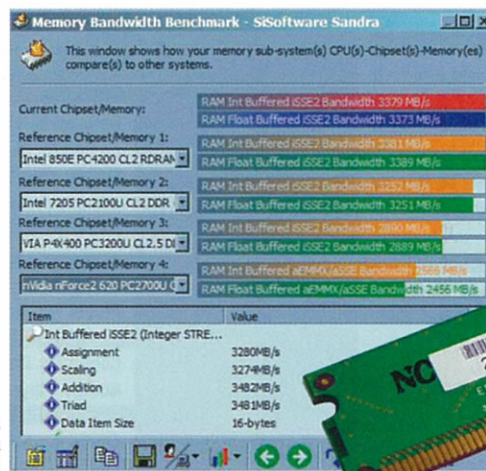 Memory Bandwidth Benchmark - SiSoftware Sandra
This window shows how your memory sub-system(s) CPU(s)-Chipset(s)-Memory(es)
compare(s) to other systems.
Current Chipset/Memory:
RAM Int Buffered iSSE2 Bandwidth 3379 MB/s
RAM Float Buffered iSSE2 Bandwidth 3373 MB/s
Reference Chipset/Memory 1:
Intel 850E PC4200 CL2 RDRAM
RAM Int Buffered iSSE2 Bandwidth 3381 MB/s
RAM Float Buffered iSSE2 Bandwidth 3389 MB/s
Reference Chipset/Memory 2:
Intel 7205 PC2100U CL2 DDR
RAM Int Buffered iSSE2 Bandwidth 3252 MB/s
RAM Float Buffered iSSE2 Bandwidth 3251 MB/s
Reference Chipset/Memory 3:
VIA P4X400 PC3200U CL2.5 DI
RAM Int Buffered iSSE2 Bandwidth 2890 MB/s
RAM Float Buffered iSSE2 Bandwidth 2889 MB/s
Reference Chipset/Memory 4:
nVidia nForce2 620 PC2700U C
RAM Int Buffered aEMMX/aSSE Bandwidth 2566 MB/s
RAM Float Buffered aEMMX/aSSE Bandwidth 2456 MB/s
Item Value
Int Buffered iSSE2 (Integer STRE...
Assignment 3280MB/s
Scaling 3274MB/s
Addition 3482MB/s
Triad 3481MB/s
Data Item Size 16-bytes
NC